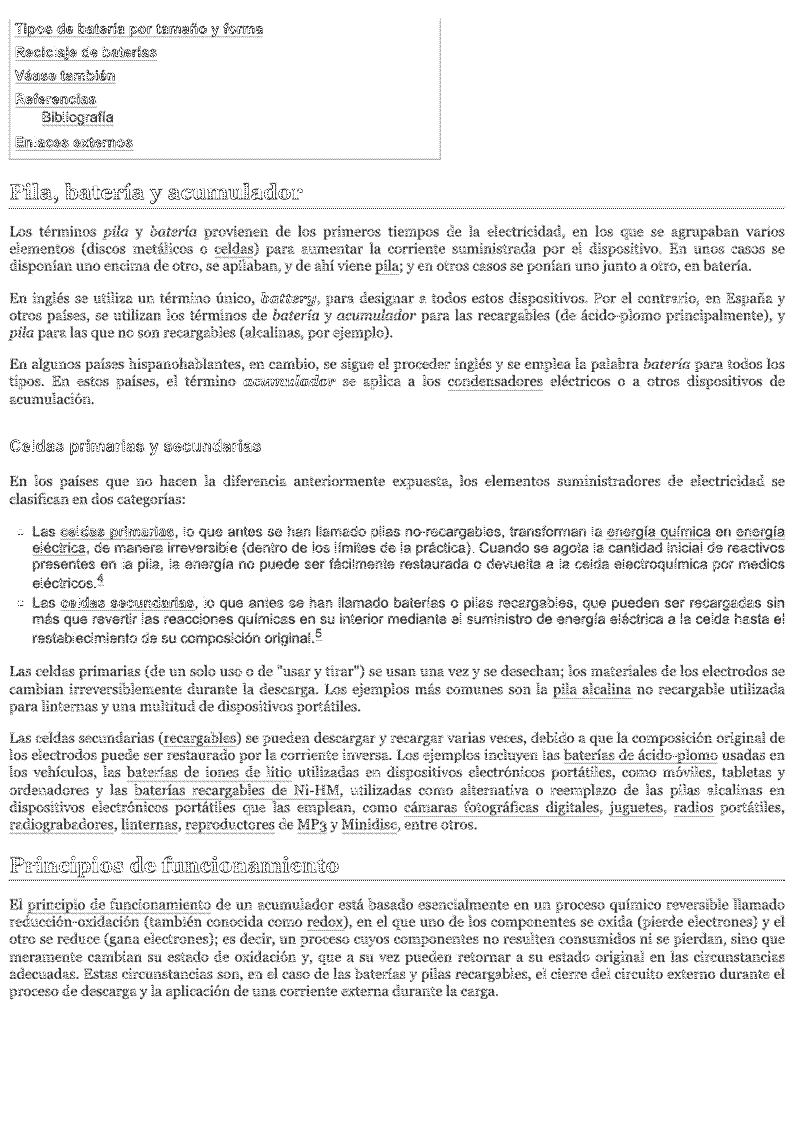 Tipos de batería por tamaño y forma
Reciclaje de baterías
Véase también
Referencias
Bibliografía
Enlaces externos
Pila, batería y acumulador
Los términos pila y batería provienen de los primeros tiempos de la electricidad, en los que se agrupaban varios
elementos (discos metálicos o celdas) para aumentar la corriente suministrada por el dispositivo. En unos casos se
disponían uno encima de otro, se apilaban, y de ahí viene pila; y en otros casos se ponían uno junto a otro, en batería.
En inglés se utiliza un término único, battery, para designar a todos estos dispositivos. Por el contrario, en España y
otros países, se utilizan los términos de batería y acumulador para las recargables (de ácido-plomo principalmente), y
pila para las que no son recargables (alcalinas, por ejemplo).
En algunos países hispanohablantes, en cambio, se sigue el proceder inglés y se emplea la palabra batería para todos los
tipos. En estos países, el término acumulador se aplica a los condensadores eléctricos o a otros dispositivos de
acumulación.
Celdas primarias y secundarias
En los países que no hacen la diferencia anteriormente expuesta, los elementos suministradores de electricidad se
clasifican en dos categorías:
Las celdas primarias, lo que antes se han llamado pilas no-recargables, transforman la energía química en energía
eléctrica, de manera irreversible (dentro de los límites de la práctica). Cuando se agota la cantidad inicial de reactivos
presentes en la pila, la energía no puede ser fácilmente restaurada o devuelta a la celda electroquímica por medios
eléctricos.4
Las celdas secundarias, lo que antes se han llamado baterías o pilas recargables, que pueden ser recargadas sin
más que revertir las reacciones químicas en su interior mediante el suministro de energía eléctrica a la celda hasta el
restablecimiento de su composición original.5
Las celdas primarias (de un solo uso o de "usar y tirar") se usan una vez y se desechan; los materiales de los electrodos se
cambian irreversiblemente durante la descarga. Los ejemplos más comunes son la pila alcalina no recargable utilizada
para linternas y una multitud de dispositivos portátiles.
Las celdas secundarias (recargables) se pueden descargar y recargar varias veces, debido a que la composición original de
los electrodos puede ser restaurado por la corriente inversa. Los ejemplos incluyen las baterías de ácido-plomo usadas en
los vehículos, las baterías de iones de litio utilizadas en dispositivos electrónicos portátiles, como móviles, tabletas y
ordenadores y las baterías recargables de Ni-HM, utilizadas como alternativa o reemplazo de las pilas alcalinas en
dispositivos electrónicos portátiles que las emplean, como cámaras fotográficas digitales, juguetes, radios portátiles,
radiograbadores, linternas, reproductores de MP3 y Minidisc, entre otros.
Principios de funcionamiento
El principio de funcionamiento de un acumulador está basado esencialmente en un proceso químico reversible llamado
reducción-oxidación (también conocida como redox), en el que uno de los componentes se oxida (pierde electrones) y el
otro se reduce (gana electrones); es decir, un proceso cuyos componentes no resulten consumidos ni se pierdan, sino que
meramente cambian su estado de oxidación y, que a su vez pueden retornar a su estado original en las circunstancias
adecuadas. Estas circunstancias son, en el caso de las baterías y pilas recargables, el cierre del circuito externo durante el
proceso de descarga y la aplicación de una corriente externa durante la carga.